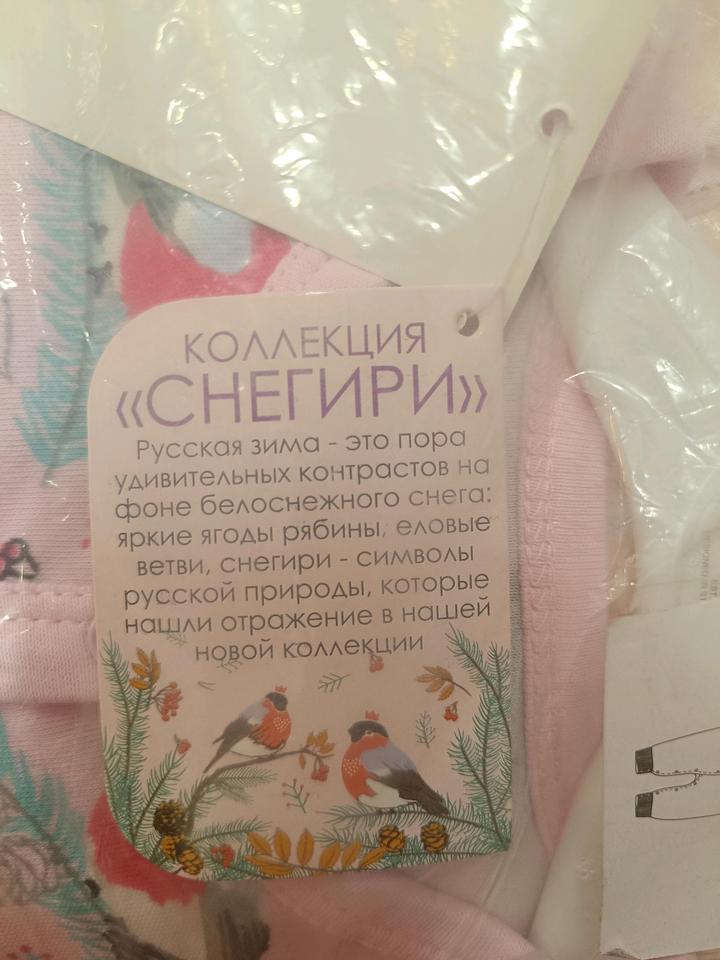 КОЛЛЕКЦИЯ
«СНЕГИРИ»
Русская зима - это пора
удивительных контрастов на
фоне белоснежного снега:
яркие ягоды рябины, еловые
ветви, снегири - символы
русской природы, которые
нашли отражение в нашей
новой коллекции